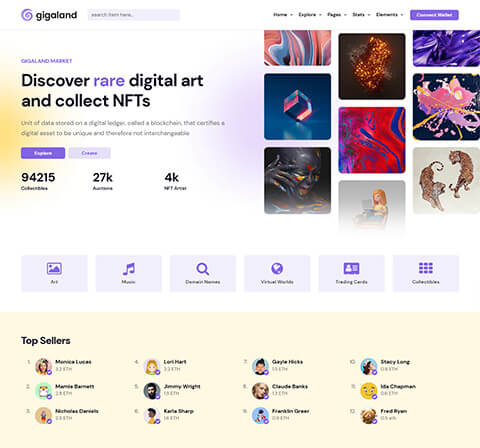 gigaland
search item here...
Home Explore Pages Stats Elements Connect Wallet
GIGALAND MARKET
Discover rare digital art
and collect NFTs
Unit of data stored on a digital ledger, called a blockchain, that certifies a
digital asset to be unique and therefore not interchangeable
Explore Create
94215 27k 4k
Collectibles Auctions NFT Artist
Art Music Domain Names Virtual Worlds Trading Cards Collectibles
Top Sellers
1. Monica Lucas
3.2 ETH
2. Mamie Barnett
2.8 ETH
3. Nicholas Daniels
2.5 ETH
4. Lori Hart
2.2 ETH
5. Jimmy Wright
1.9 ETH
6. Karla Sharp
1.6 ETH
7. Gayle Hicks
1.5 ETH
8. Claude Banks
1.3 ETH
9. Franklin Greer
0.9 ETH
10. Stacy Long
0.8 ETH
11. Ida Chapman
0.6 ETH
12. Fred Ryan
0.5 eth